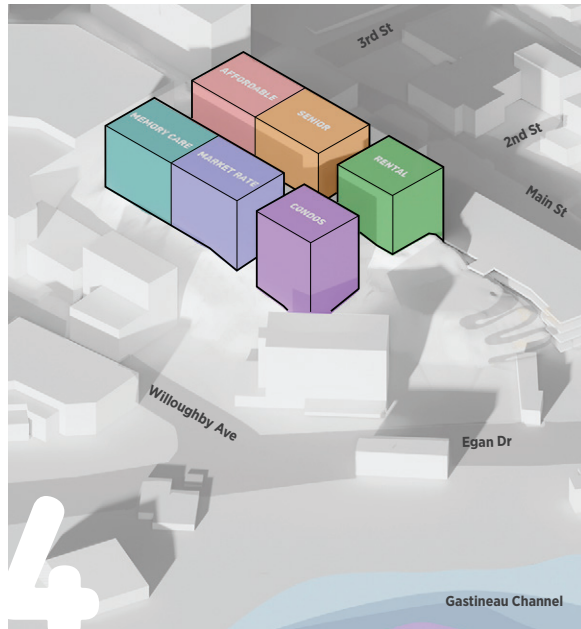 3rd St
AFFORDABLE
SENIOR
2nd St
MEMORY CARE
MARKET RATE
RENTAL
Main St
CONDOS
Willoughby Ave
Egan Dr
4
Gastineau Channel